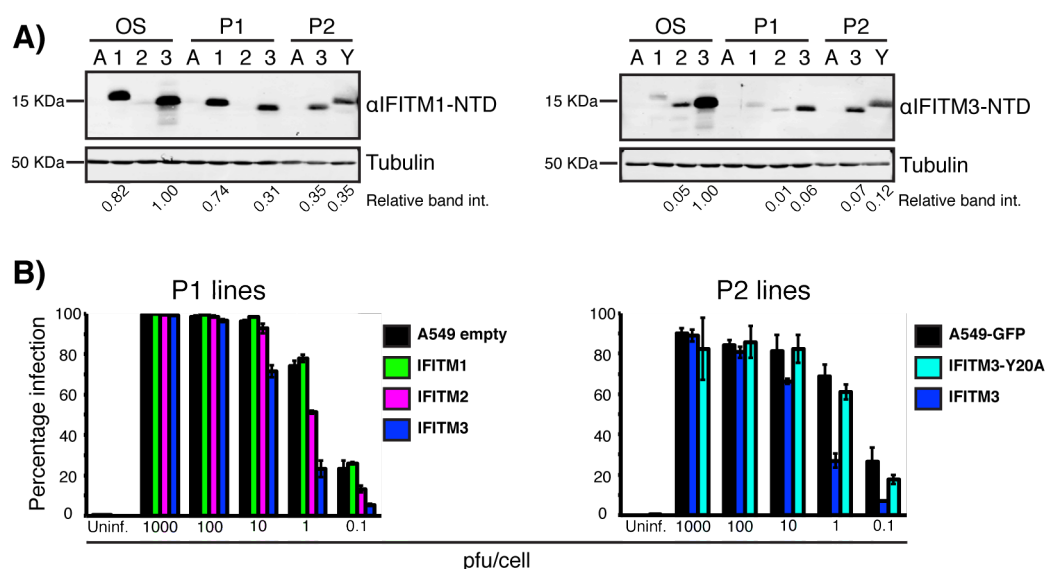 A)
OS P1 P2
A 1 2 3 A 1 2 3 A 3 Y
15 KDa
αIFITM1-NTD
50 KDa
Tubulin
0.82 1.00 0.74 0.31 0.35 0.35
Relative band int.
OS P1 P2
A 1 2 3 A 1 2 3 A 3 Y
15 KDa
αIFITM3-NTD
50 KDa
Tubulin
0.05 1.00 0.01 0.06 0.07 0.12
Relative band int.
B)
P1 lines
Percentage infection
100
80
60
40
20
0
Uninf. 1000 100 10 1 0.1
A549 empty
IFITM1
IFITM2
IFITM3
P2 lines
100
80
60
40
20
0
Uninf. 1000 100 10 1 0.1
A549-GFP
IFITM3-Y20A
IFITM3
pfu/cell